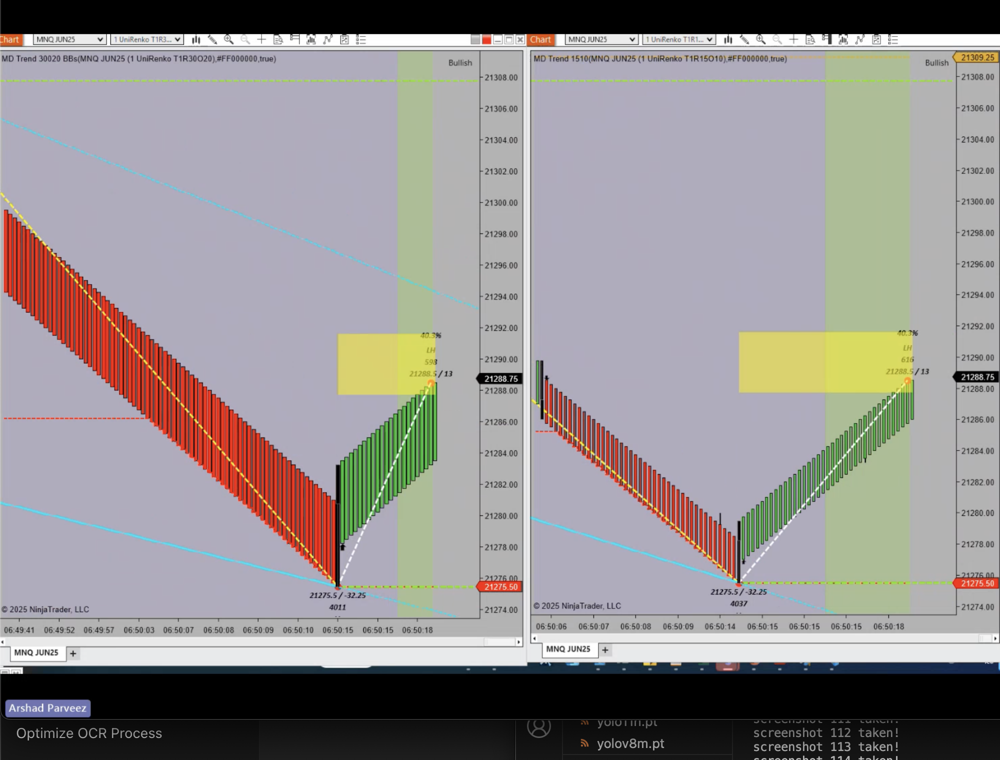 Chart
MNQ JUN25
1 UniRenko T1R3...
MD Trend 30020 BBs(MNQ JUN25 (1 UniRenko T1R30O20),#FF000000,true)
Bullish
21308.00
21306.00
21304.00
21302.00
21300.00
21298.00
21296.00
21294.00
21292.00
21290.00
21288.75
21288.00
21286.00
21284.00
21282.00
21280.00
21278.00
21276.00
21275.50
21274.00
40.3%
LH
598
21288.5 / 13
21275.5 / -32.25
4011
© 2025 NinjaTrader, LLC
06:49:41 06:49:52 06:49:57 06:50:03 06:50:07 06:50:08 06:50:09 06:50:10 06:50:15 06:50:15 06:50:18
MNQ JUN25 +
Chart
MNQ JUN25
1 UniRenko T1R1...
MD Trend 1510(MNQ JUN25 (1 UniRenko T1R15O10),#FF000000,true)
Bullish
21309.25
21308.00
21306.00
21304.00
21302.00
21300.00
21298.00
21296.00
21294.00
21292.00
21290.00
21288.75
21288.00
21286.00
21284.00
21282.00
21280.00
21278.00
21275.50
21274.00
40.3%
LH
616
21288.5 / 13
21275.5 / -32.25
4037
© 2025 NinjaTrader, LLC
06:50:06 06:50:07 06:50:08 06:50:09 06:50:14 06:50:15 06:50:15 06:50:18
MNQ JUN25 +
Arshad Parveez
Optimize OCR Process
yolo11n.pt
yolov8m.pt
screenshot 111 taken!
screenshot 112 taken!
screenshot 113 taken!
screenshot 114 taken!